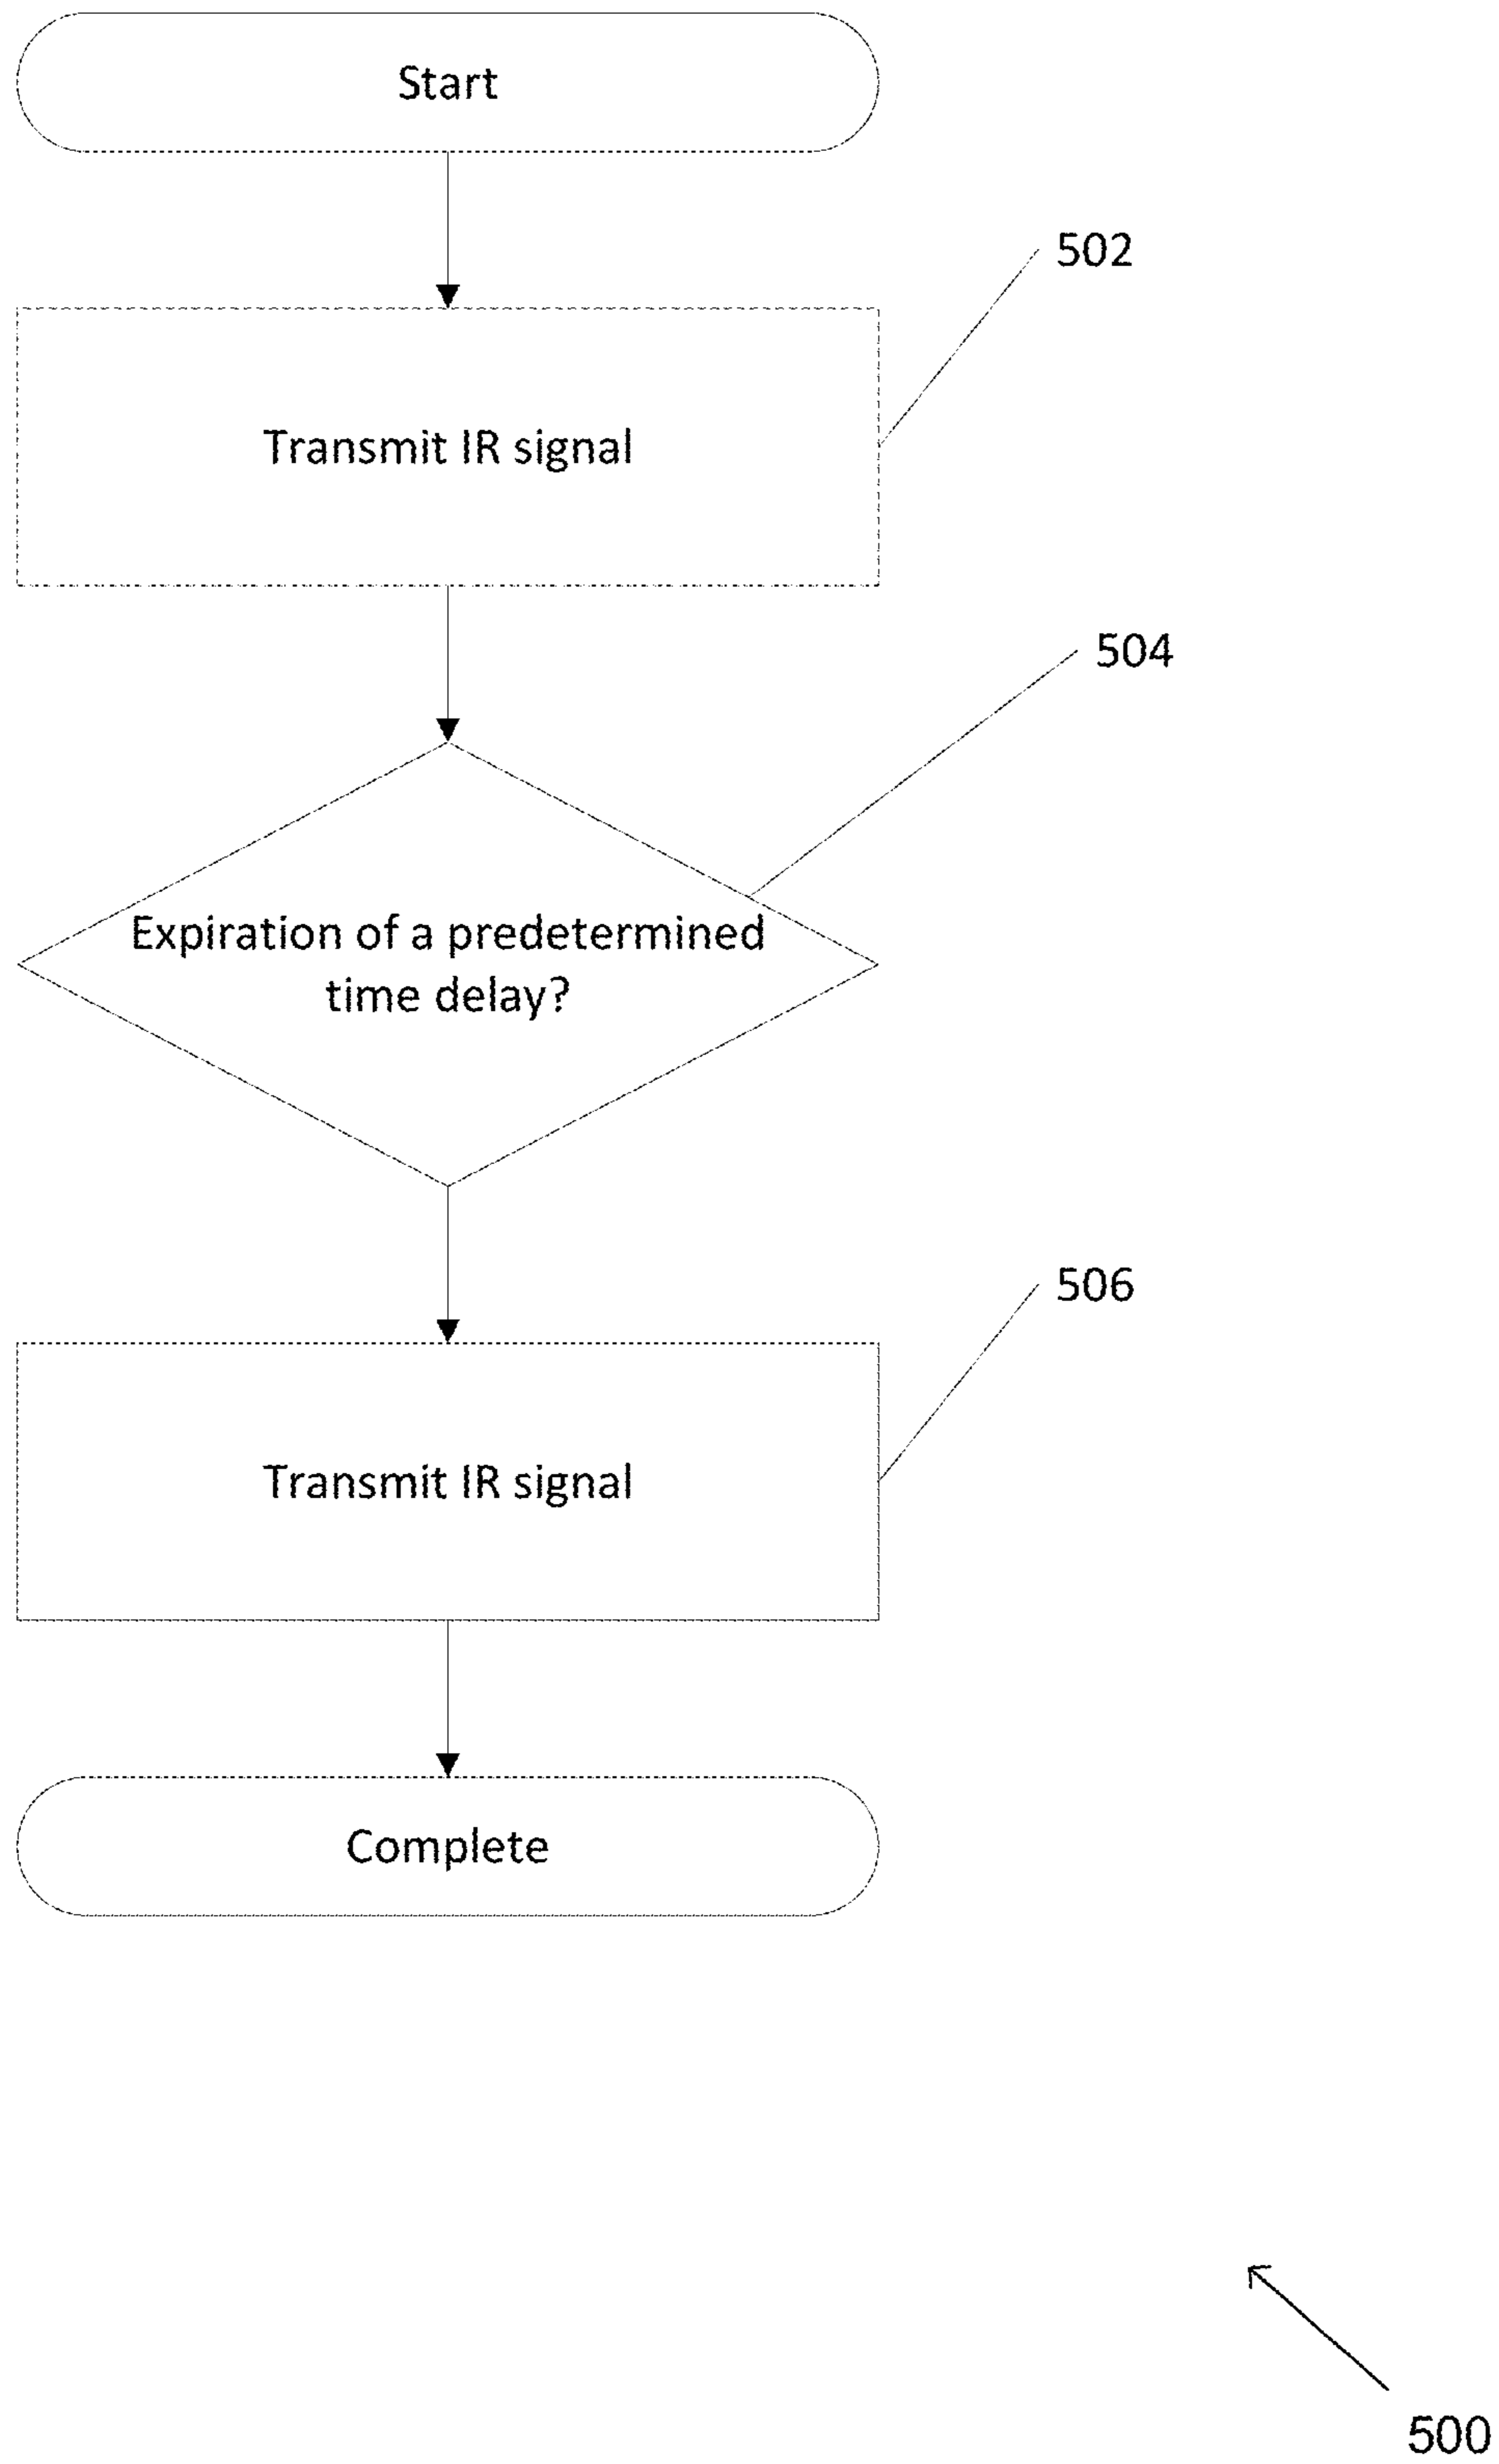 Start
502
Transmit IR signal
504
Expiration of a predetermined
time delay?
506
Transmit IR signal
Complete
500